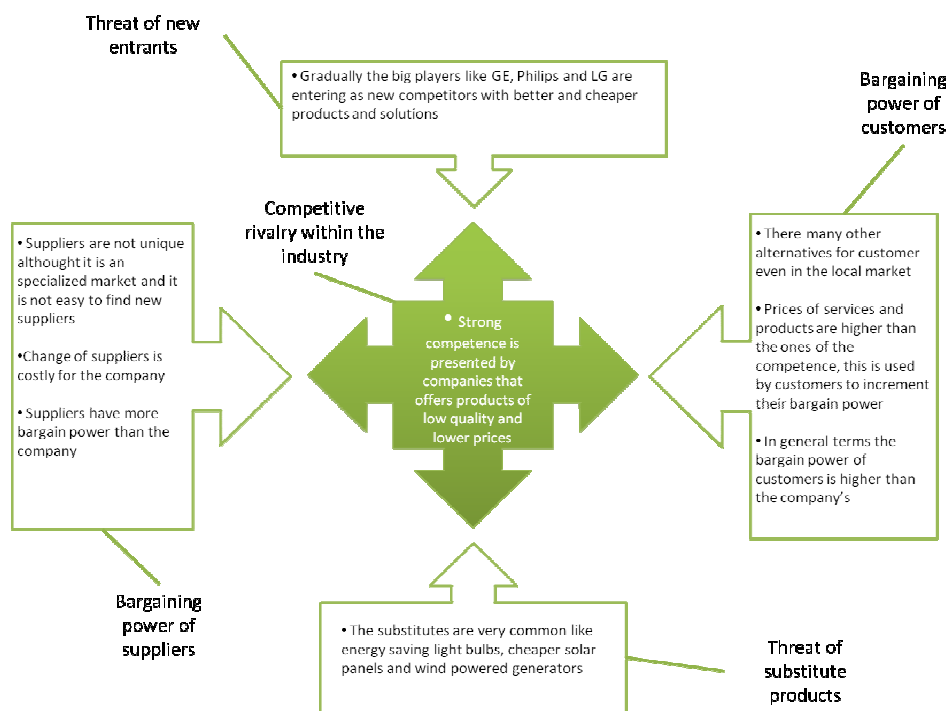 Threat of new
entrants
• Gradually the big players like GE, Philips and LG are
entering as new competitors with better and cheaper
products and solutions
Bargaining
power of
customers
Competitive
rivalry within the
industry
• Suppliers are not unique
althought it is an
specialized market and it
is not easy to find new
suppliers
•Change of suppliers is
costly for the company
• Suppliers have more
bargain power than the
company
• Strong
competence is
presented by
companies that
offers products of
low quality and
lower prices
• There many other
alternatives for customer
even in the local market
• Prices of services and
products are higher than
the ones of the
competence, this is used
by customers to increment
their bargain power
• In general terms the
bargain power of
customers is higher than
the company's
Bargaining
power of
suppliers
• The substitutes are very common like
energy saving light bulbs, cheaper solar
panels and wind powered generators
Threat of
substitute
products